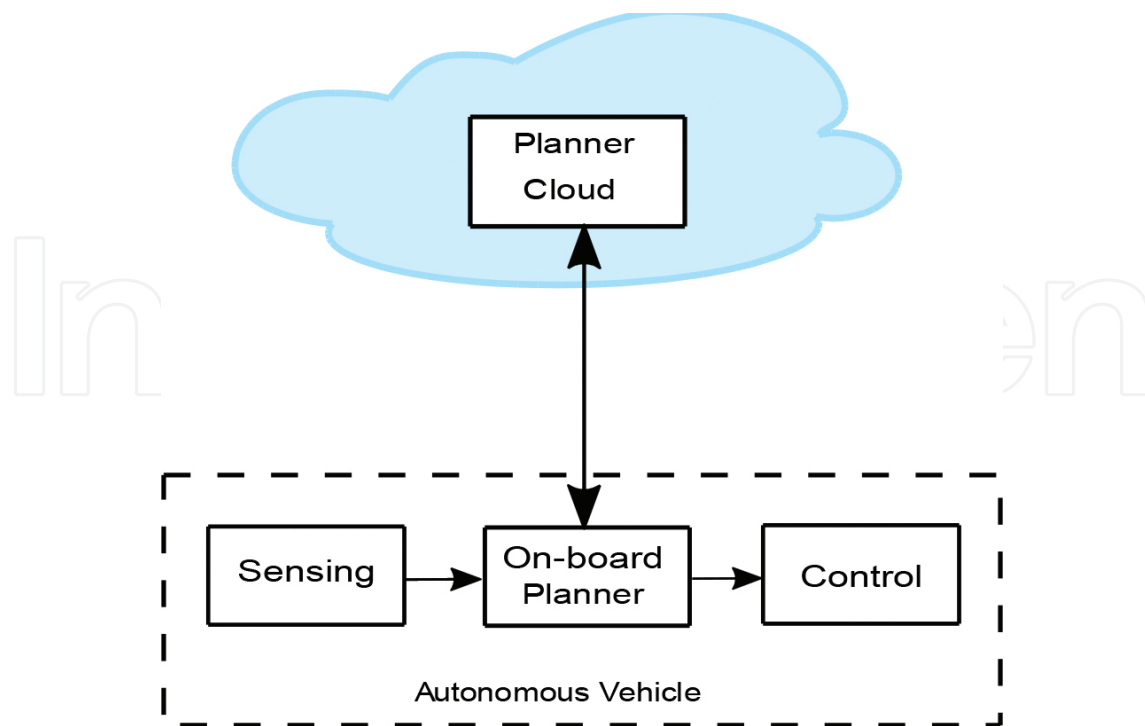 Planner
Cloud
Sensing
On-board
Planner
Control
Autonomous Vehicle